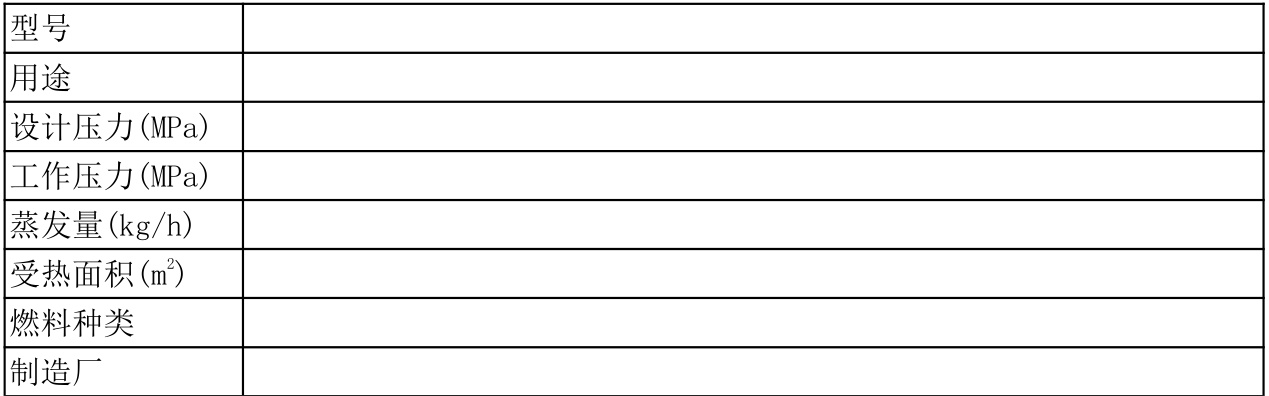 型号
用途
设计压力(MPa)
工作压力(MPa)
蒸发量(kg/h)
受热面积(m²)
燃料种类
制造厂